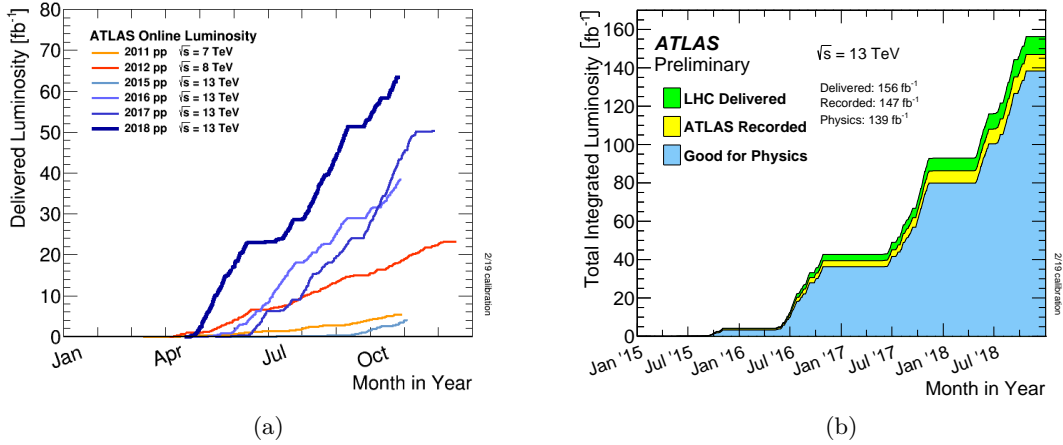 Delivered Luminosity [fb⁻¹]
80
70
60
50
40
30
20
10
0
ATLAS Online Luminosity
2011 pp √s = 7 TeV
2012 pp √s = 8 TeV
2015 pp √s = 13 TeV
2016 pp √s = 13 TeV
2017 pp √s = 13 TeV
2018 pp √s = 13 TeV
Jan Apr Jul Oct
Month in Year
2/19 calibration
(a)
Total Integrated Luminosity [fb⁻¹]
160
140
120
100
80
60
40
20
0
ATLAS
Preliminary
√s = 13 TeV
Delivered: 156 fb⁻¹
Recorded: 147 fb⁻¹
Physics: 139 fb⁻¹
LHC Delivered
ATLAS Recorded
Good for Physics
Jan '15 Jul '15 Jan '16 Jul '16 Jan '17 Jul '17 Jan '18 Jul '18
Month in Year
2/19 calibration
(b)